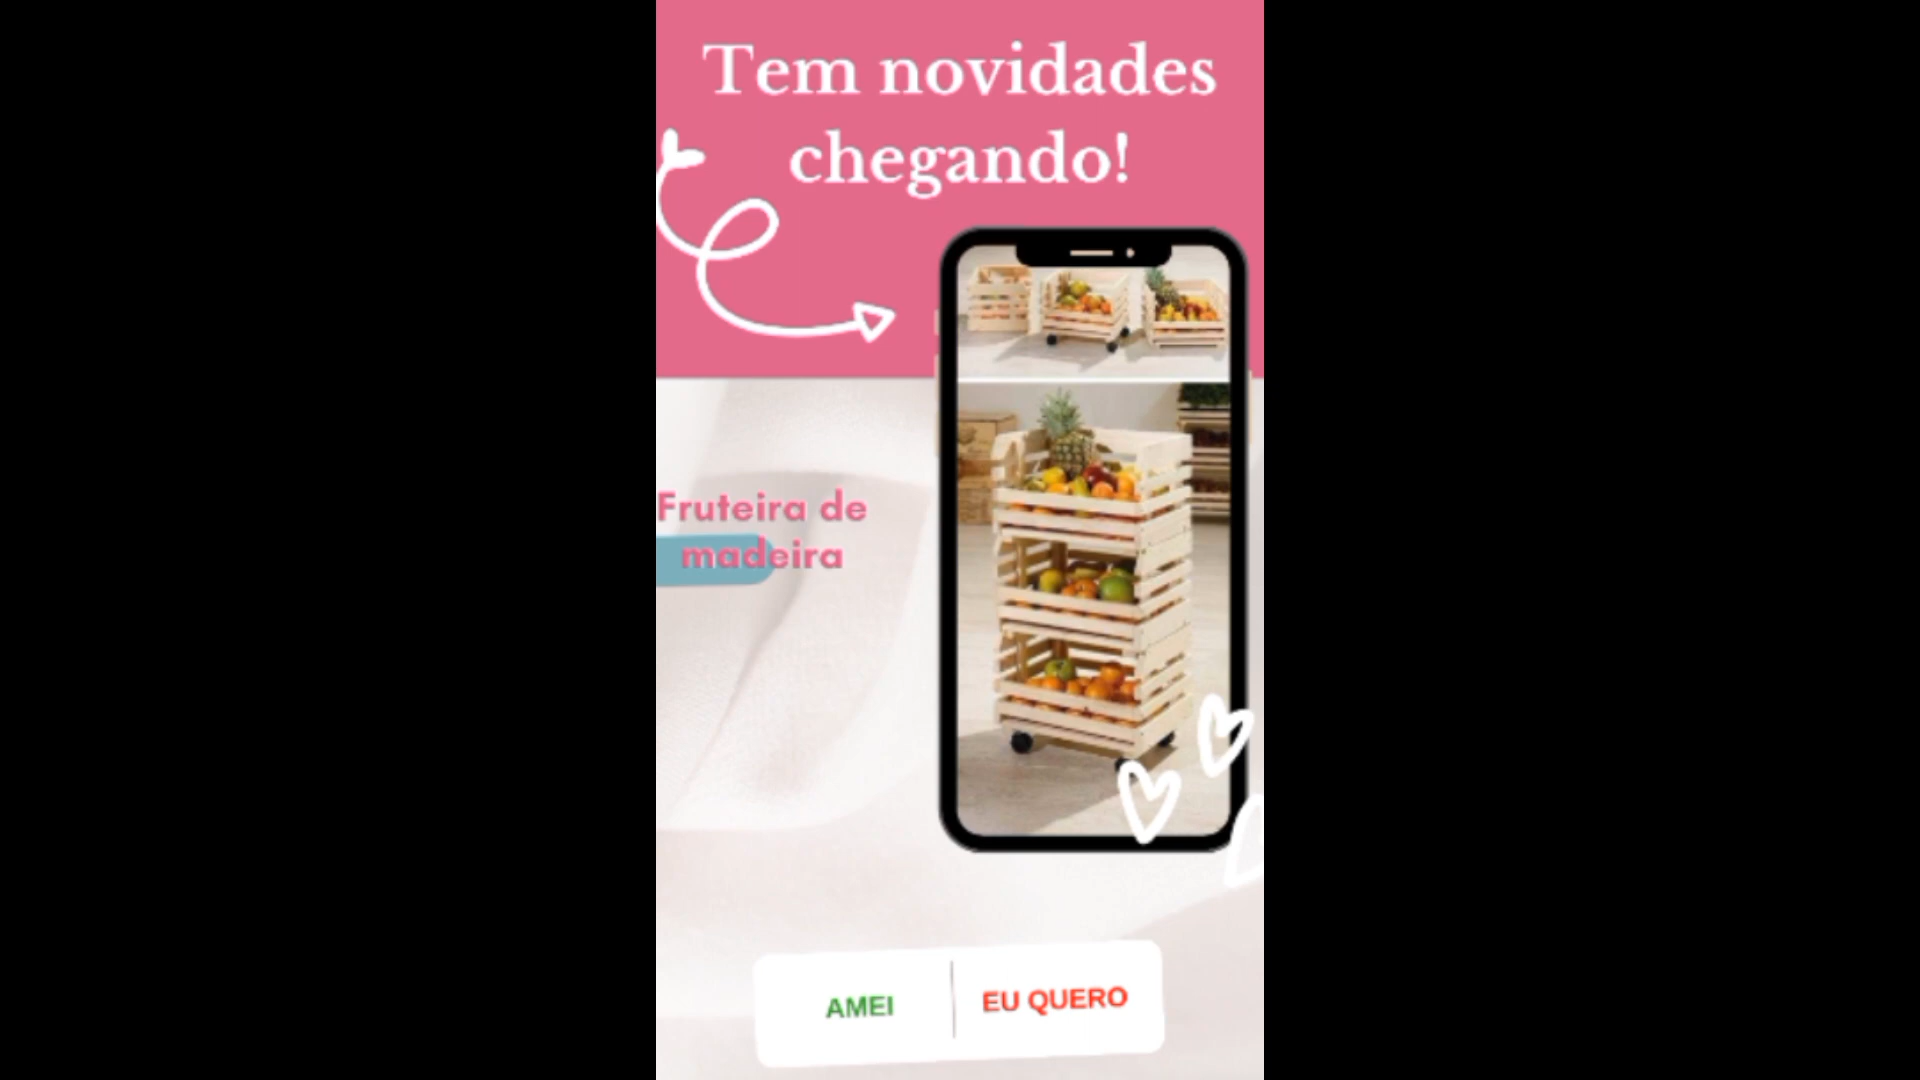 Tem novidades
chegando!
Fruteira de
madeira
AMEI
EU QUERO